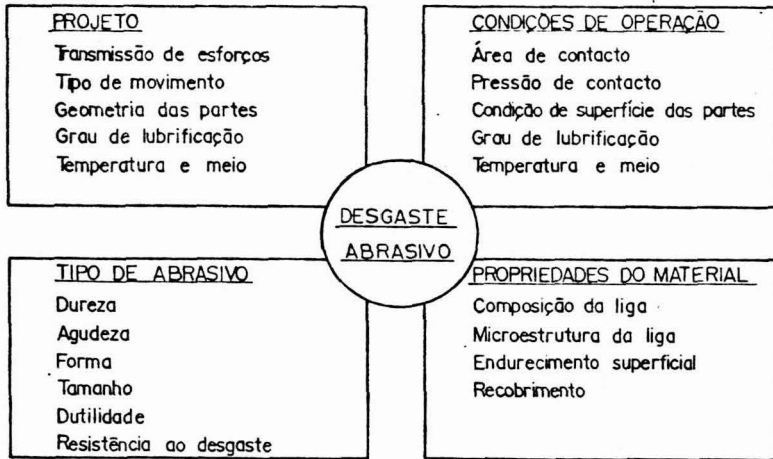 PROJETO
Transmissão de esforços
Tipo de movimento
Geometria das partes
Grau de lubrificação
Temperatura e meio
CONDIÇÕES DE OPERAÇÃO
Área de contacto
Pressão de contacto
Condição de superfície das partes
Grau de lubrificação
Temperatura e meio
DESGASTE
ABRASIVO
TIPO DE ABRASIVO
Dureza
Agudeza
Forma
Tamanho
Dutilidade
Resistência ao desgaste
PROPRIEDADES DO MATERIAL
Composição da liga
Microestrutura da liga
Endurecimento superficial
Recobrimento